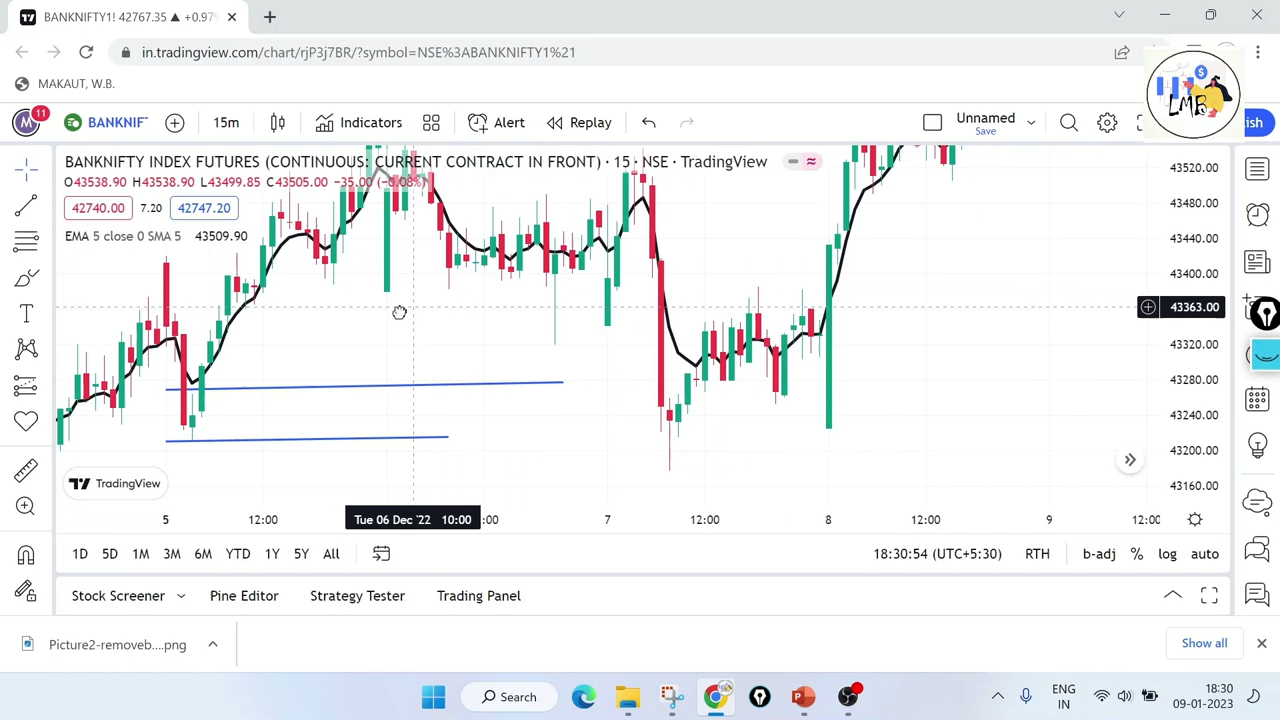 BANKNIFTY1! 42767.35 ▲ +0.97%
in.tradingview.com/chart/rjP3j7BR/?symbol=NSE%3ABANKNIFTY1%21
MAKAUT, W.B.
LMB
M 11 BANKNIF 15m Indicators Alert Replay Unnamed
Save
BANKNIFTY INDEX FUTURES (CONTINUOUS: CURRENT CONTRACT IN FRONT) · 15 · NSE · TradingView
O43538.90 H43538.90 L43499.85 C43505.00 −35.00 (−0.08%)
42740.00 7.20 42747.20
EMA 5 close 0 SMA 5 43509.90
43520.00
43480.00
43440.00
43400.00
43363.00
43320.00
43280.00
43240.00
43200.00
43160.00
TradingView
5 12:00 Tue 06 Dec '22 10:00 :00 7 12:00 8 12:00 9 12:00
1D 5D 1M 3M 6M YTD 1Y 5Y All 18:30:54 (UTC+5:30) RTH b-adj % log auto
Stock Screener Pine Editor Strategy Tester Trading Panel
Picture2-removeb....png Show all
Search ENG 18:30
IN 09-01-2023